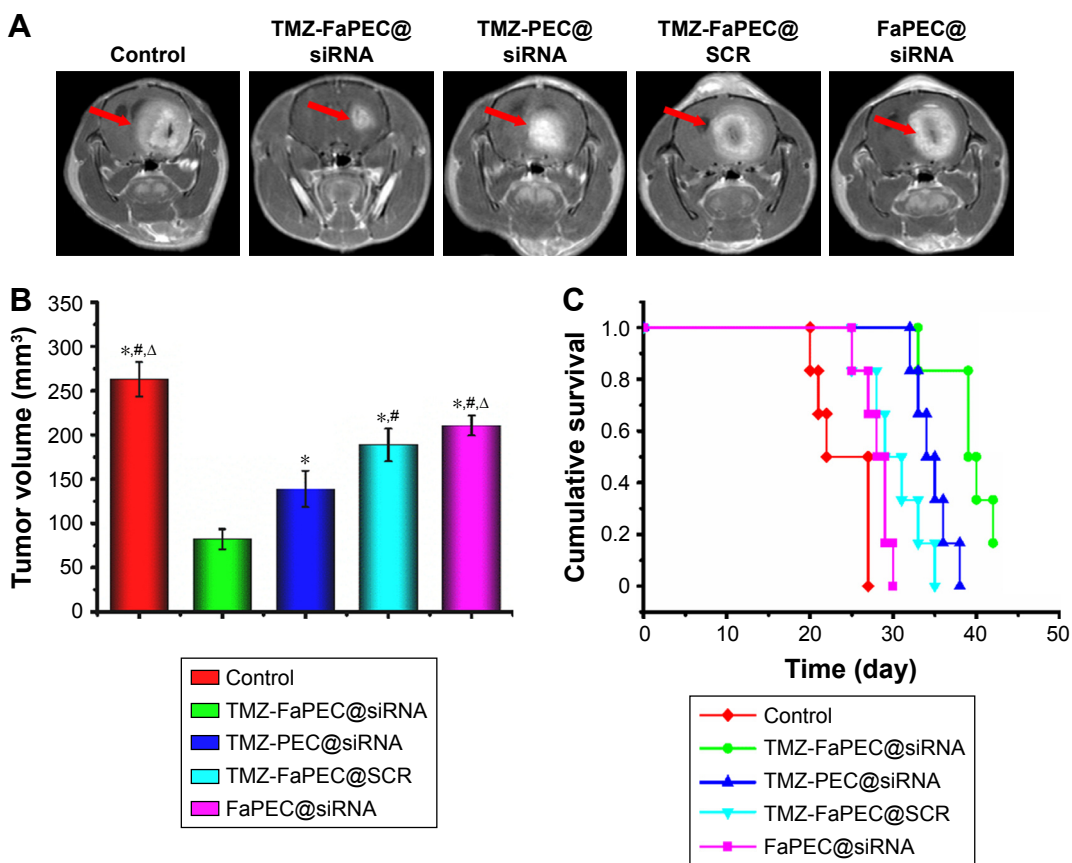 A
Control
TMZ-FaPEC@
siRNA
TMZ-PEC@
siRNA
TMZ-FaPEC@
SCR
FaPEC@
siRNA
B
Tumor volume (mm³)
350
300
250
200
150
100
50
0
*,#,Δ
*
*,#
*,#,Δ
Control
TMZ-FaPEC@siRNA
TMZ-PEC@siRNA
TMZ-FaPEC@SCR
FaPEC@siRNA
C
Cumulative survival
1.0
0.8
0.6
0.4
0.2
0
0
10
20
30
40
50
Time (day)
Control
TMZ-FaPEC@siRNA
TMZ-PEC@siRNA
TMZ-FaPEC@SCR
FaPEC@siRNA